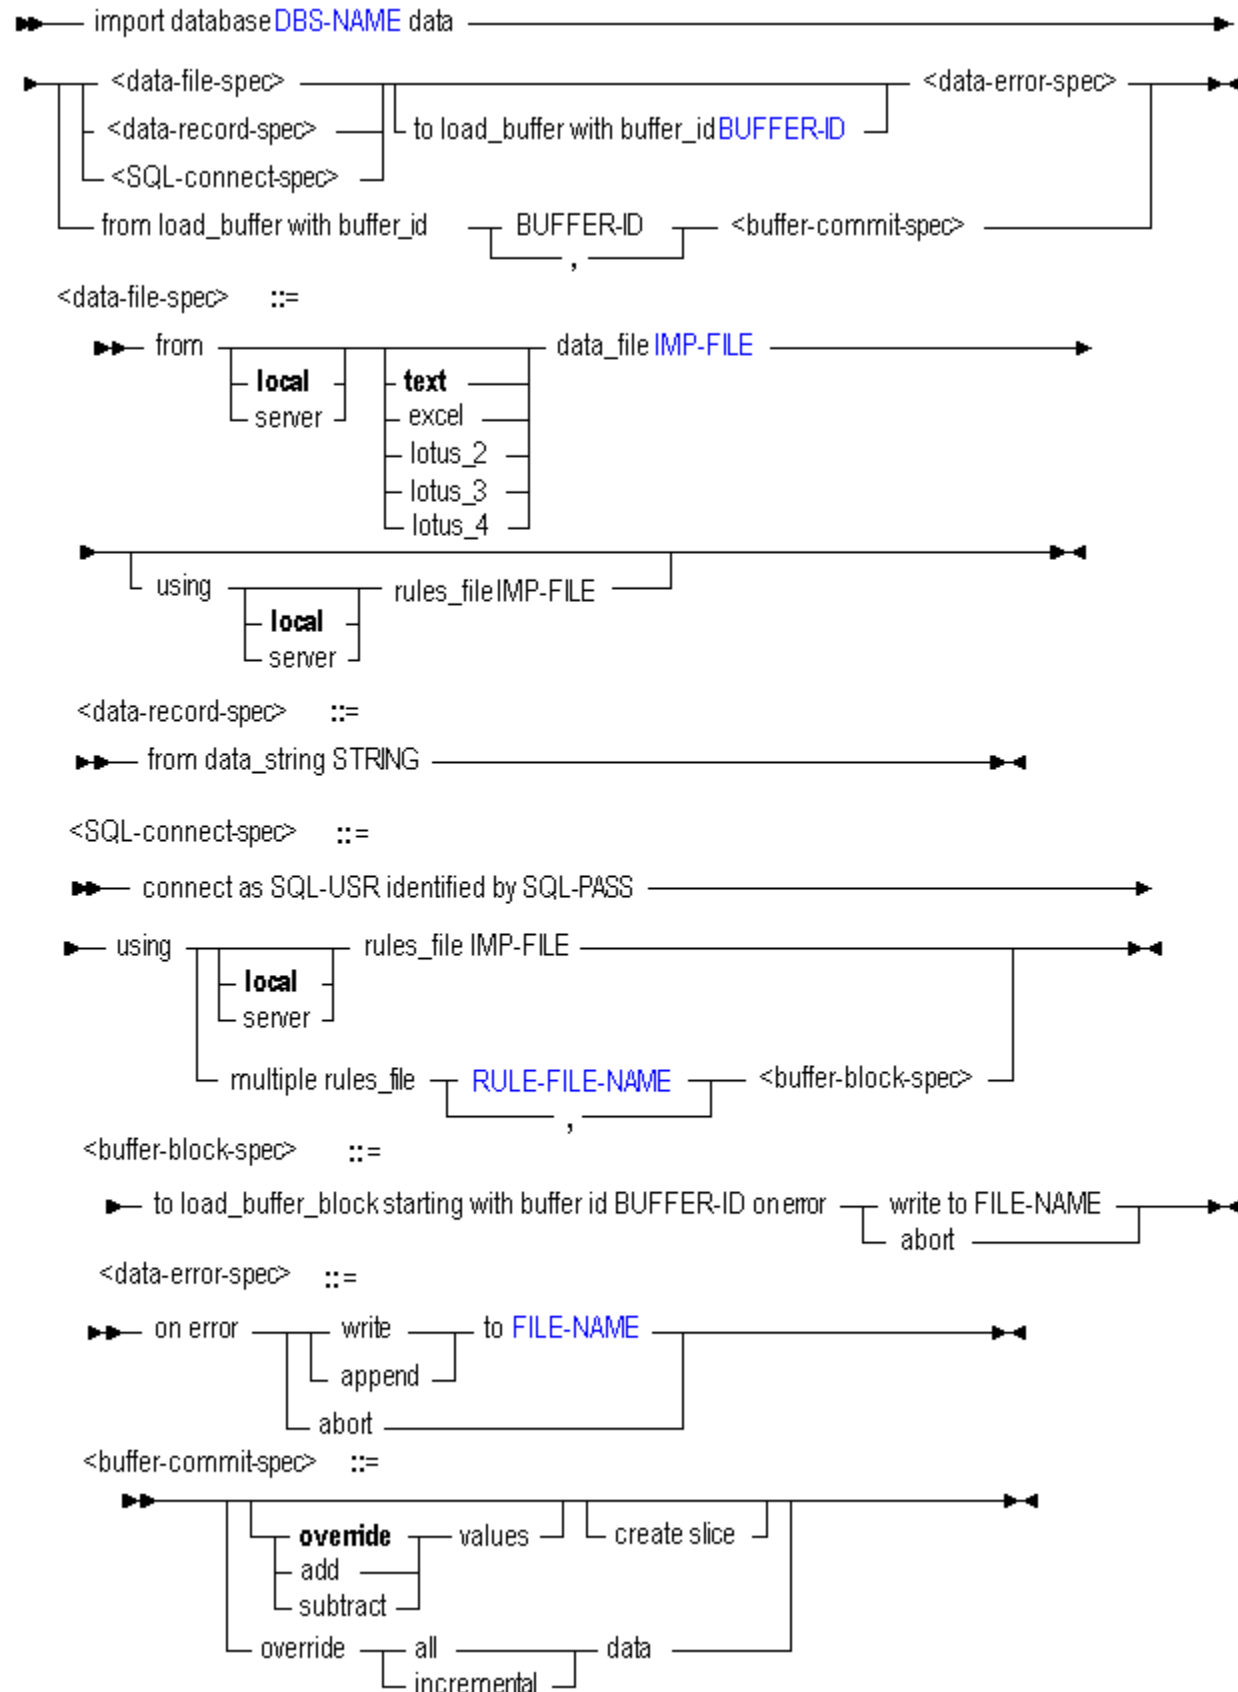 import database DBS-NAME data
<data-file-spec> <data-error-spec>
<data-record-spec> to load_buffer with buffer_id BUFFER-ID
<SQL-connect-spec>
from load_buffer with buffer_id BUFFER-ID <buffer-commit-spec>
,
<data-file-spec> ::=
from data_file IMP-FILE
local text
server excel
lotus_2
lotus_3
lotus_4
using rules_file IMP-FILE
local
server
<data-record-spec> ::=
from data_string STRING
<SQL-connect-spec> ::=
connect as SQL-USR identified by SQL-PASS
using rules_file IMP-FILE
local
server
multiple rules_file RULE-FILE-NAME <buffer-block-spec>
,
<buffer-block-spec> ::=
to load_buffer_block starting with buffer id BUFFER-ID on error write to FILE-NAME
abort
<data-error-spec> ::=
on error write to FILE-NAME
append
abort
<buffer-commit-spec> ::=
override values create slice
add
subtract
override all data
incremental